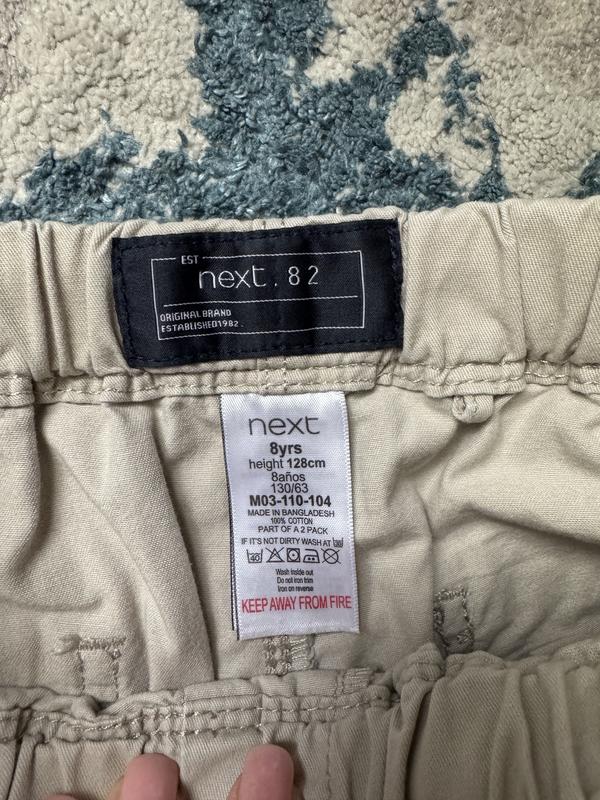 EST
next.82
ORIGINAL BRAND
ESTABLISHED1982.
next
8yrs
height 128cm
8años
130/63
M03-110-104
MADE IN BANGLADESH
100% COTTON
PART OF A 2 PACK
IF IT'S NOT DIRTY WASH AT 30
40
Wash inside out
Do not iron trim
Iron on reverse
KEEP AWAY FROM FIRE